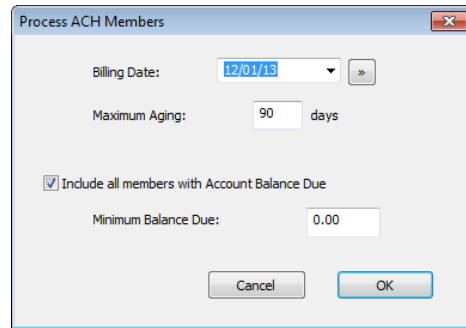 Process ACH Members
Billing Date: 12/01/13 »
Maximum Aging: 90 days
Include all members with Account Balance Due
Minimum Balance Due: 0.00
Cancel OK